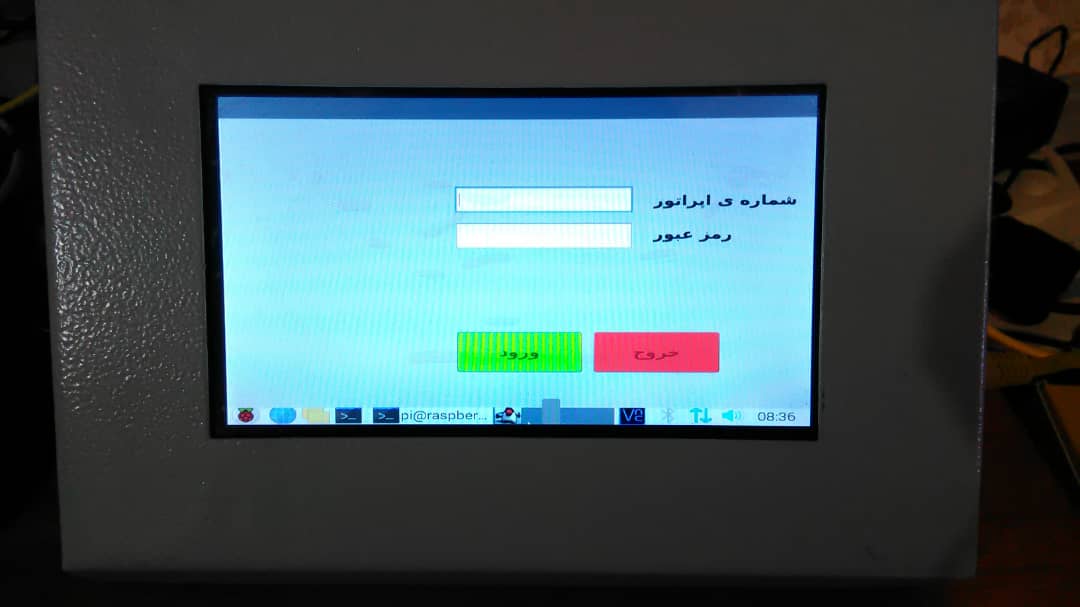 شماره ی اپراتور
رمز عبور
ورود
خروج
>_
>_ pi@raspber...
08:36